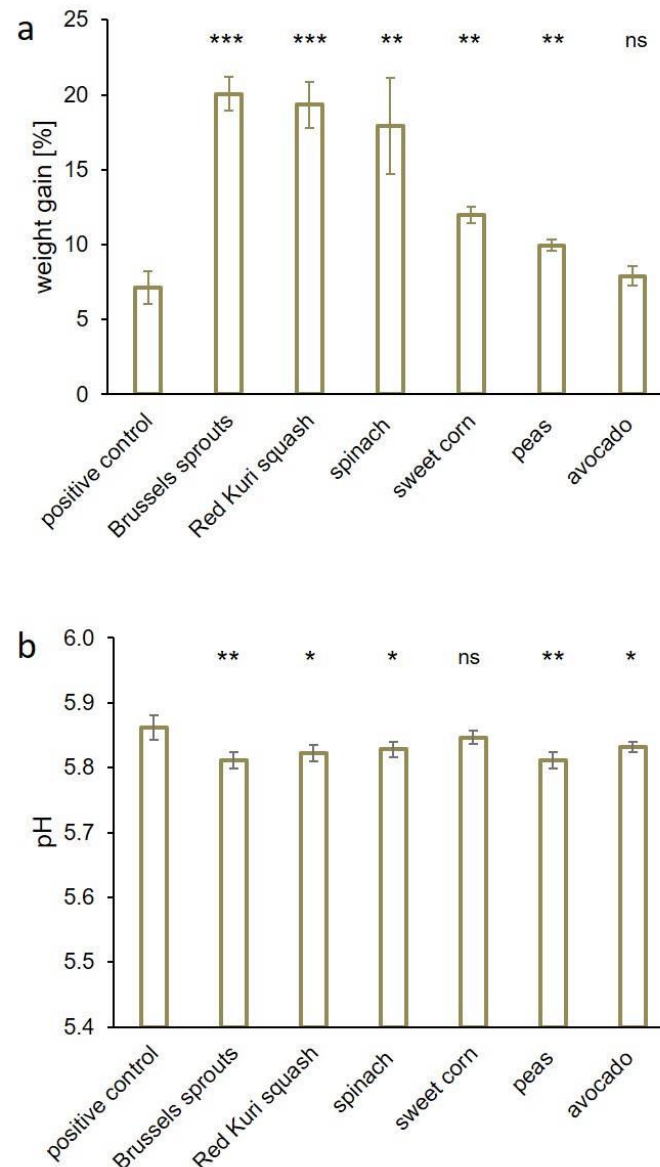 a
25
20
15
10
5
0
weight gain [%]
*** *** ** ** ** ns
positive control
Brussels sprouts
Red Kuri squash
spinach
sweet corn
peas
avocado
b
6.0
5.9
5.8
5.7
5.6
5.5
5.4
pH
** * * ns ** *
positive control
Brussels sprouts
Red Kuri squash
spinach
sweet corn
peas
avocado